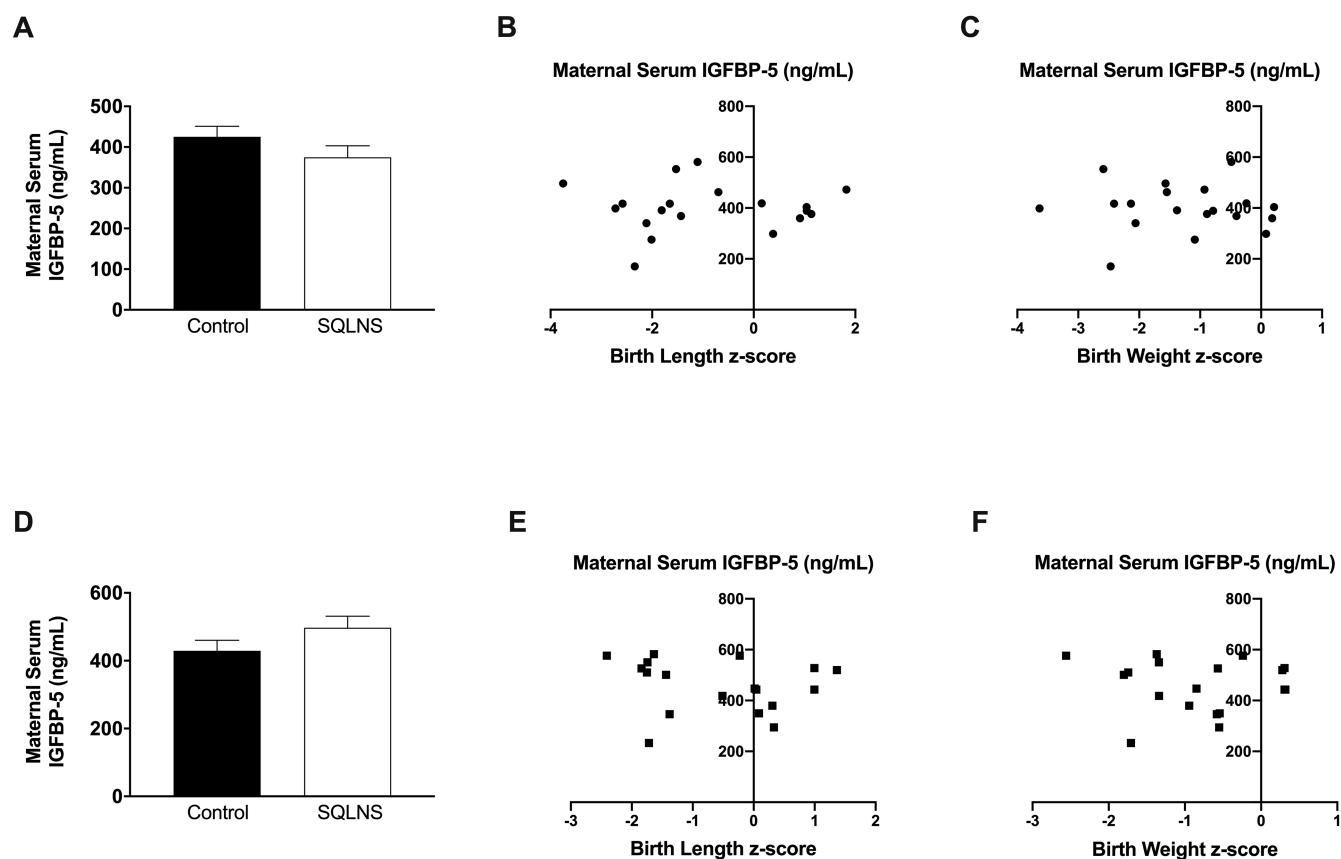 A
Maternal Serum
IGFBP-5 (ng/mL)
500
400
300
200
100
0
Control SQLNS
B
Maternal Serum IGFBP-5 (ng/mL)
800
600
400
200
-4 -2 0 2
Birth Length z-score
C
Maternal Serum IGFBP-5 (ng/mL)
800
600
400
200
-4 -3 -2 -1 0 1
Birth Weight z-score
D
Maternal Serum
IGFBP-5 (ng/mL)
600
400
200
0
Control SQLNS
E
Maternal Serum IGFBP-5 (ng/mL)
800
600
400
200
-3 -2 -1 0 1 2
Birth Length z-score
F
Maternal Serum IGFBP-5 (ng/mL)
800
600
400
200
-3 -2 -1 0 1
Birth Weight z-score